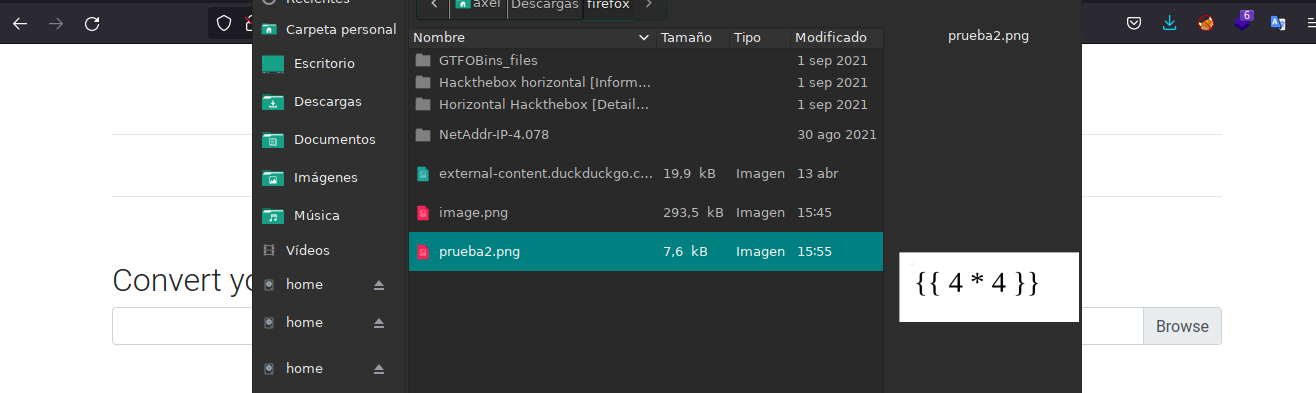 Recientes
Carpeta personal
Escritorio
Descargas
Documentos
Imágenes
Música
Vídeos
home
home
home
axel Descargas firefox
Nombre Tamaño Tipo Modificado
GTFOBins_files 1 sep 2021
Hackthebox horizontal [Inform... 1 sep 2021
Horizontal Hackthebox [Detail... 1 sep 2021
NetAddr-IP-4.078 30 ago 2021
external-content.duckduckgo.c... 19,9 kB Imagen 13 abr
image.png 293,5 kB Imagen 15:45
prueba2.png 7,6 kB Imagen 15:55
prueba2.png
{{ 4 * 4 }}
6
Convert yo
Browse